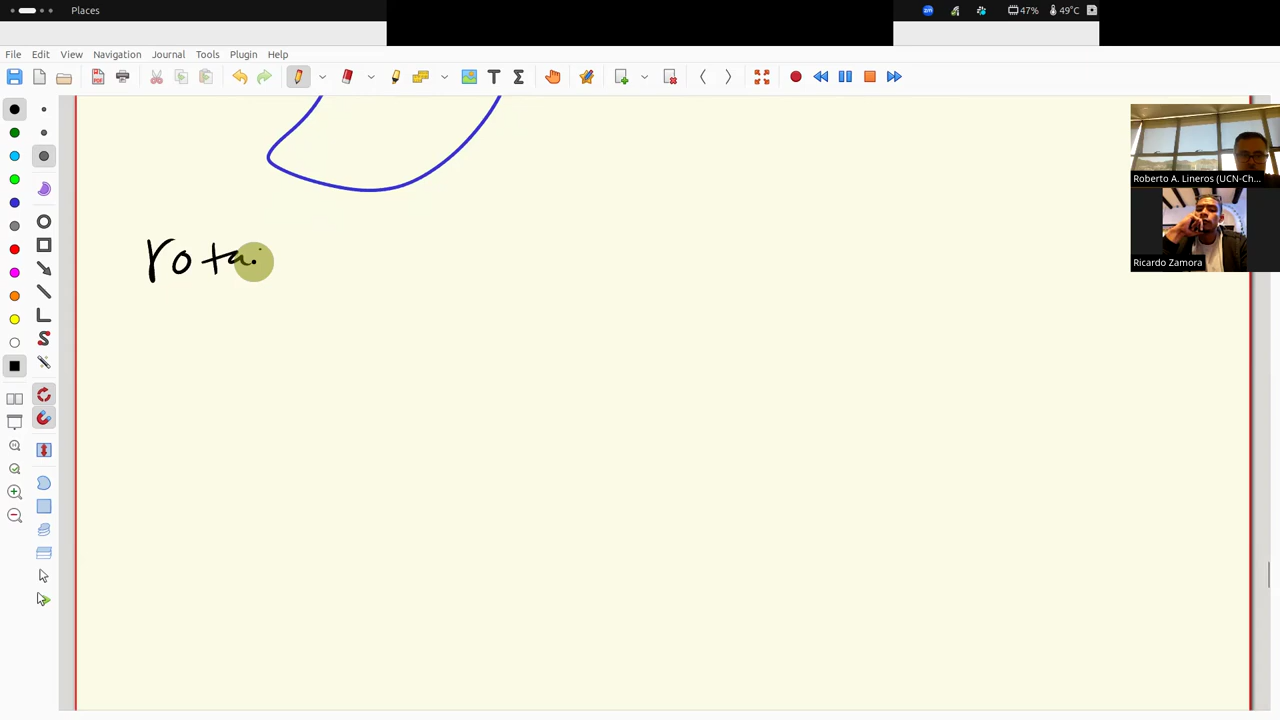 Places
47%
49°C
File Edit View Navigation Journal Tools Plugin Help
Roberto A. Lineros (UCN-Ch...
Ricardo Zamora
rota